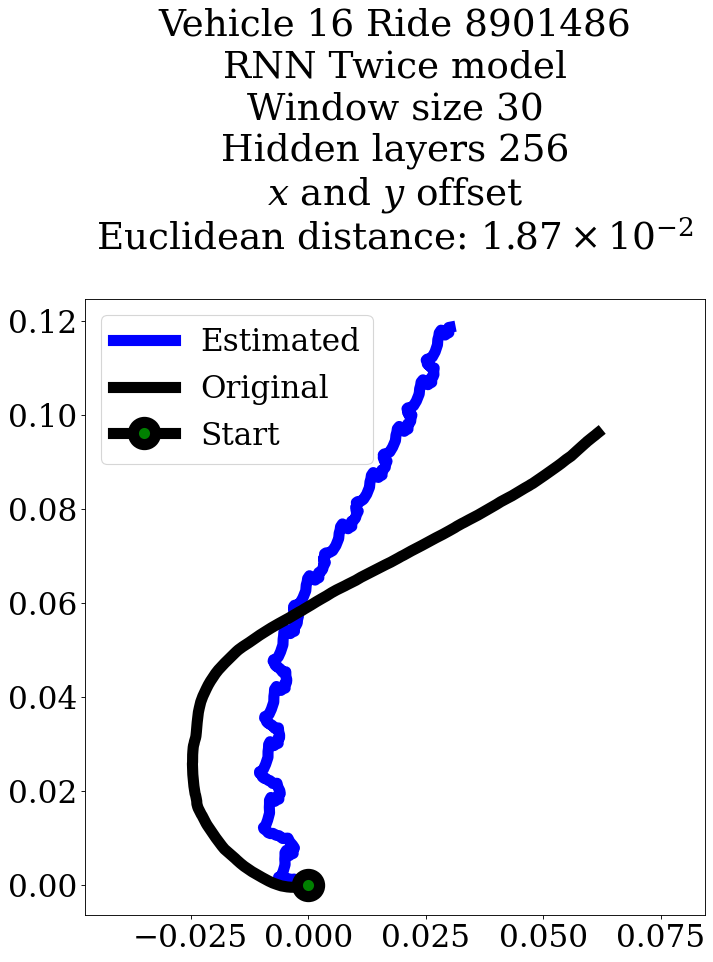 Vehicle 16 Ride 8901486
RNN Twice model
Window size 30
Hidden layers 256
x and y offset
Euclidean distance: 1.87 × 10⁻²
Estimated
Original
Start
0.12
0.10
0.08
0.06
0.04
0.02
0.00
−0.025 0.000 0.025 0.050 0.075